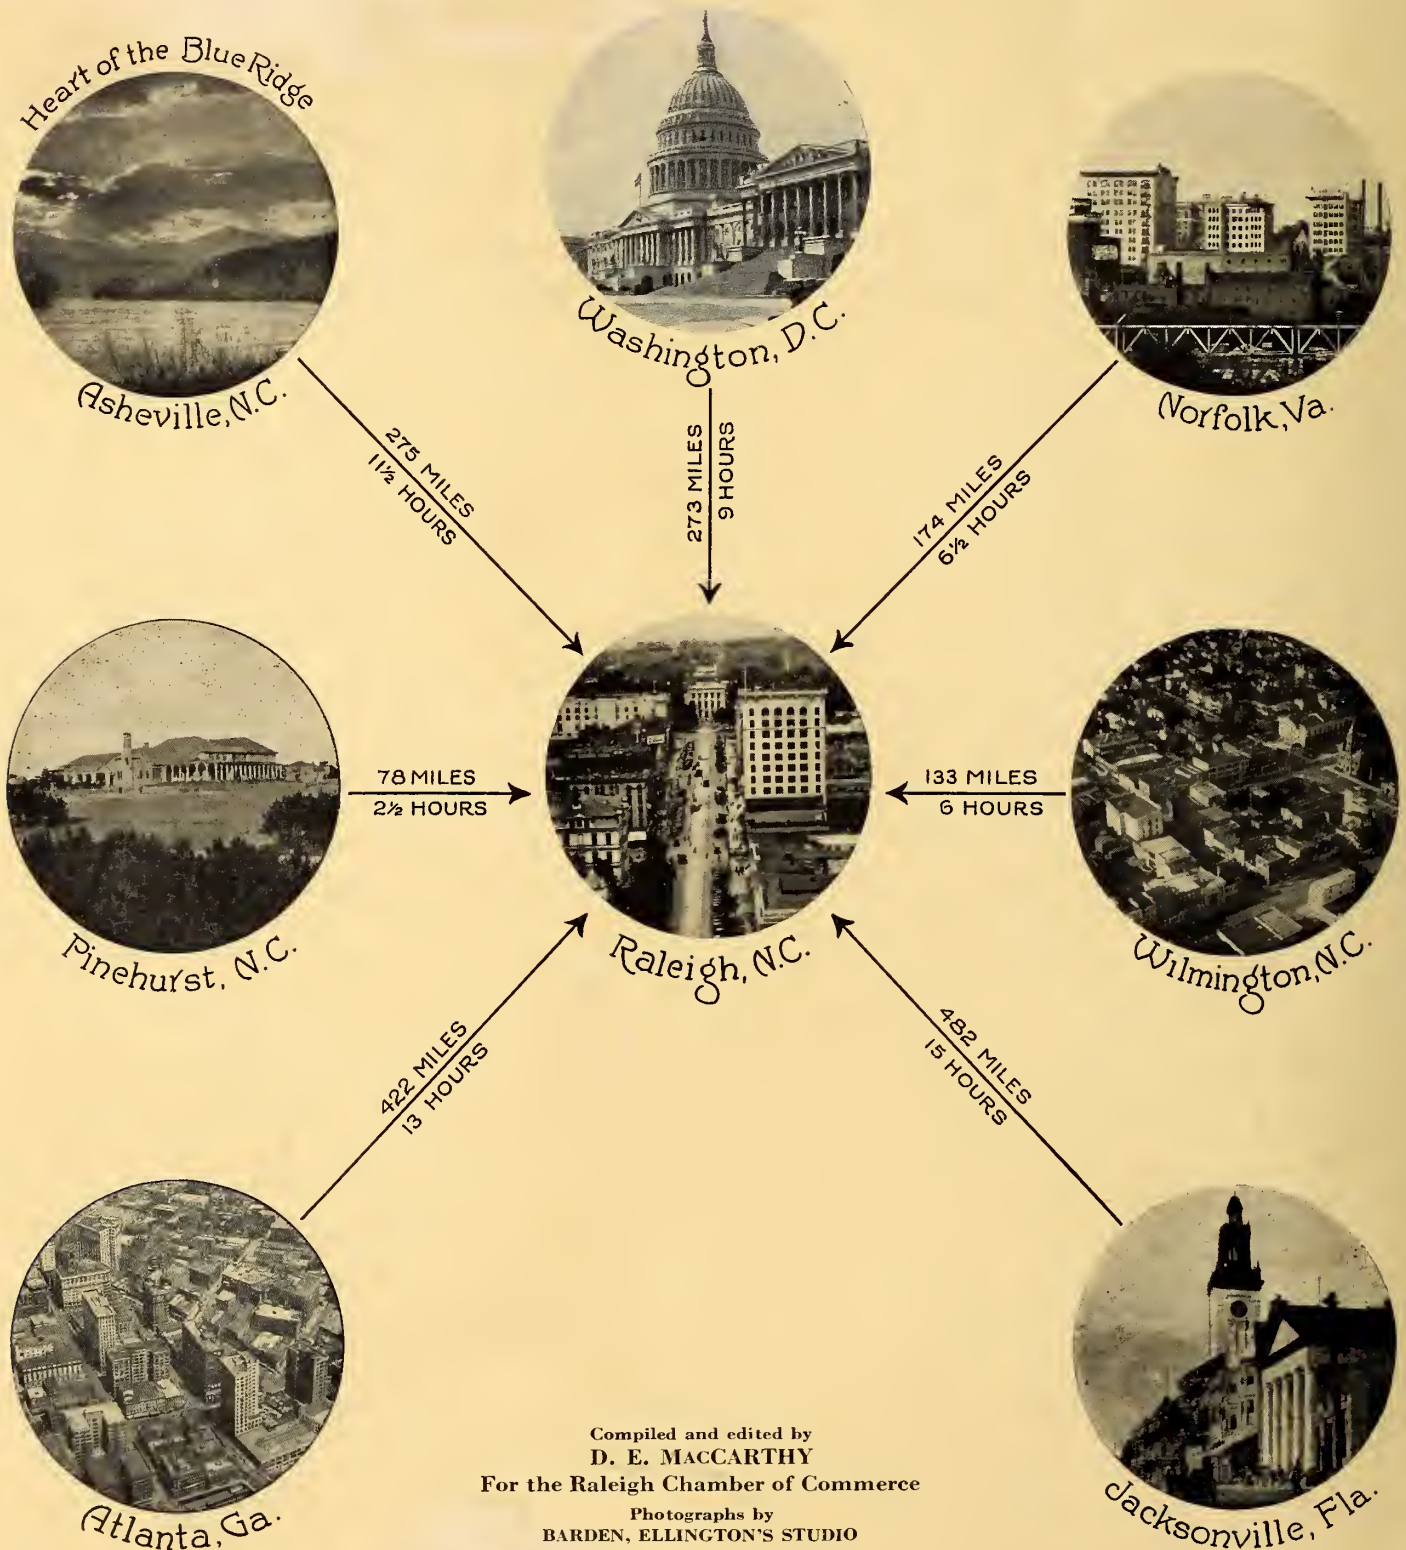 Heart of the Blue Ridge
Asheville, N.C.
Washington, D.C.
Norfolk, Va.
275 MILES
11½ HOURS
273 MILES
9 HOURS
174 MILES
6½ HOURS
78 MILES
2½ HOURS
133 MILES
6 HOURS
Pinehurst, N.C.
Raleigh, N.C.
Wilmington, N.C.
422 MILES
13 HOURS
482 MILES
15 HOURS
Atlanta, Ga.
Jacksonville, Fla.
Compiled and edited by
D. E. MACCARTHY
For the Raleigh Chamber of Commerce
Photographs by
BARDEN, ELLINGTON'S STUDIO